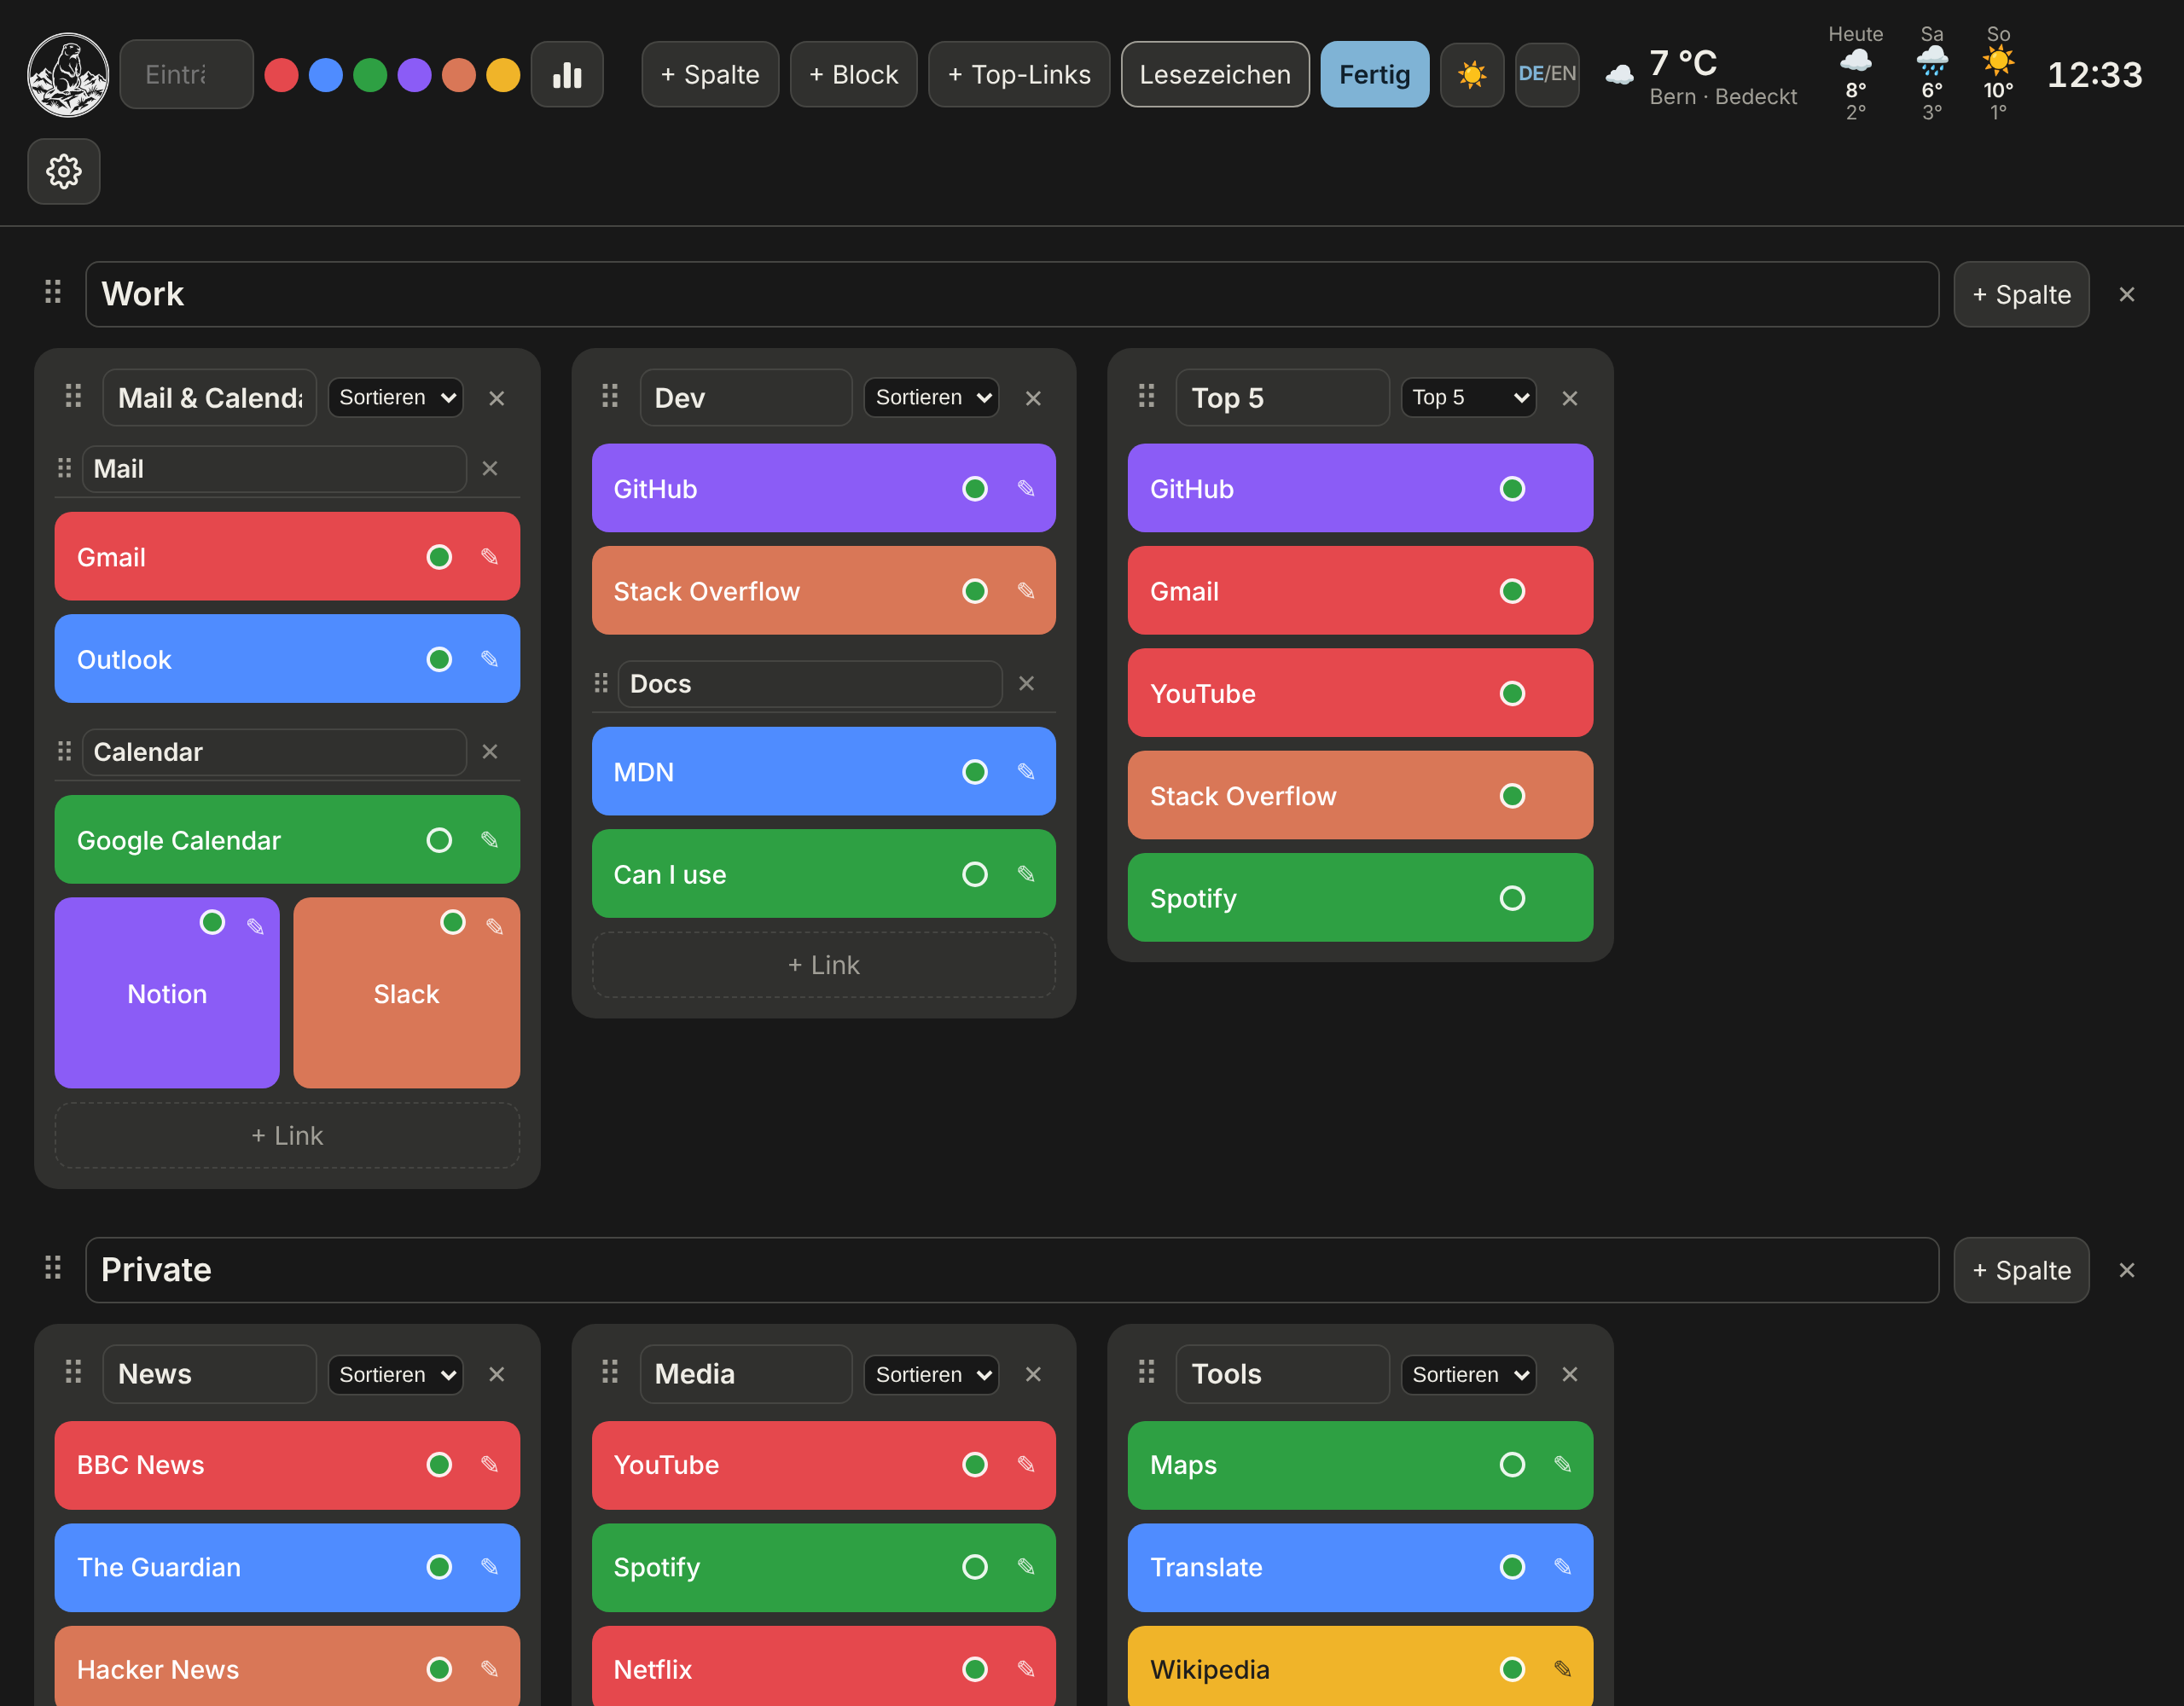 Einträ
+ Spalte
+ Block
+ Top-Links
Lesezeichen
Fertig
DE/EN
7 °C
Bern · Bedeckt
Heute
8°
2°
Sa
6°
3°
So
10°
1°
12:33
Work
+ Spalte
Mail & Calenda
Sortieren
Mail
Gmail
Outlook
Calendar
Google Calendar
Notion
Slack
+ Link
Dev
Sortieren
GitHub
Stack Overflow
Docs
MDN
Can I use
+ Link
Top 5
Top 5
GitHub
Gmail
YouTube
Stack Overflow
Spotify
Private
+ Spalte
News
Sortieren
BBC News
The Guardian
Hacker News
Media
Sortieren
YouTube
Spotify
Netflix
Tools
Sortieren
Maps
Translate
Wikipedia